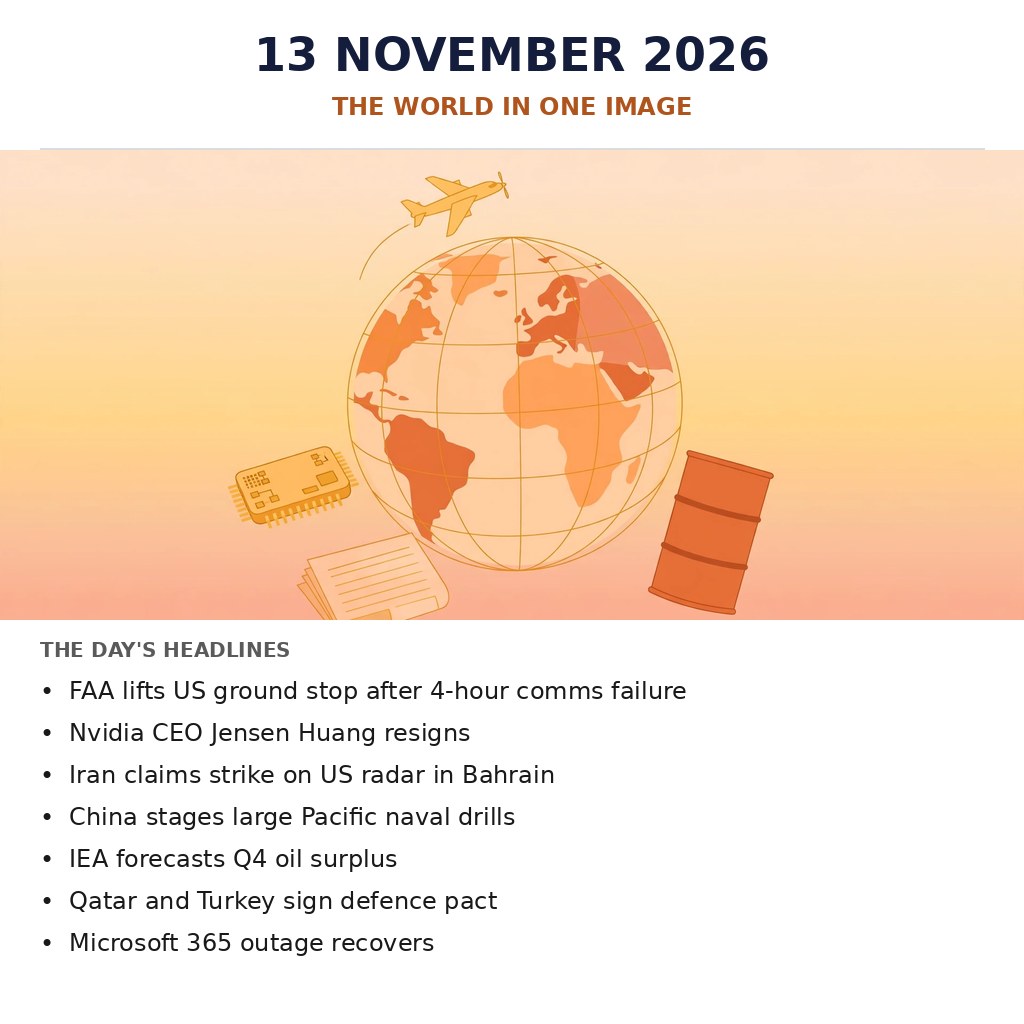 13 NOVEMBER 2026
THE WORLD IN ONE IMAGE
THE DAY'S HEADLINES
• FAA lifts US ground stop after 4-hour comms failure
• Nvidia CEO Jensen Huang resigns
• Iran claims strike on US radar in Bahrain
• China stages large Pacific naval drills
• IEA forecasts Q4 oil surplus
• Qatar and Turkey sign defence pact
• Microsoft 365 outage recovers